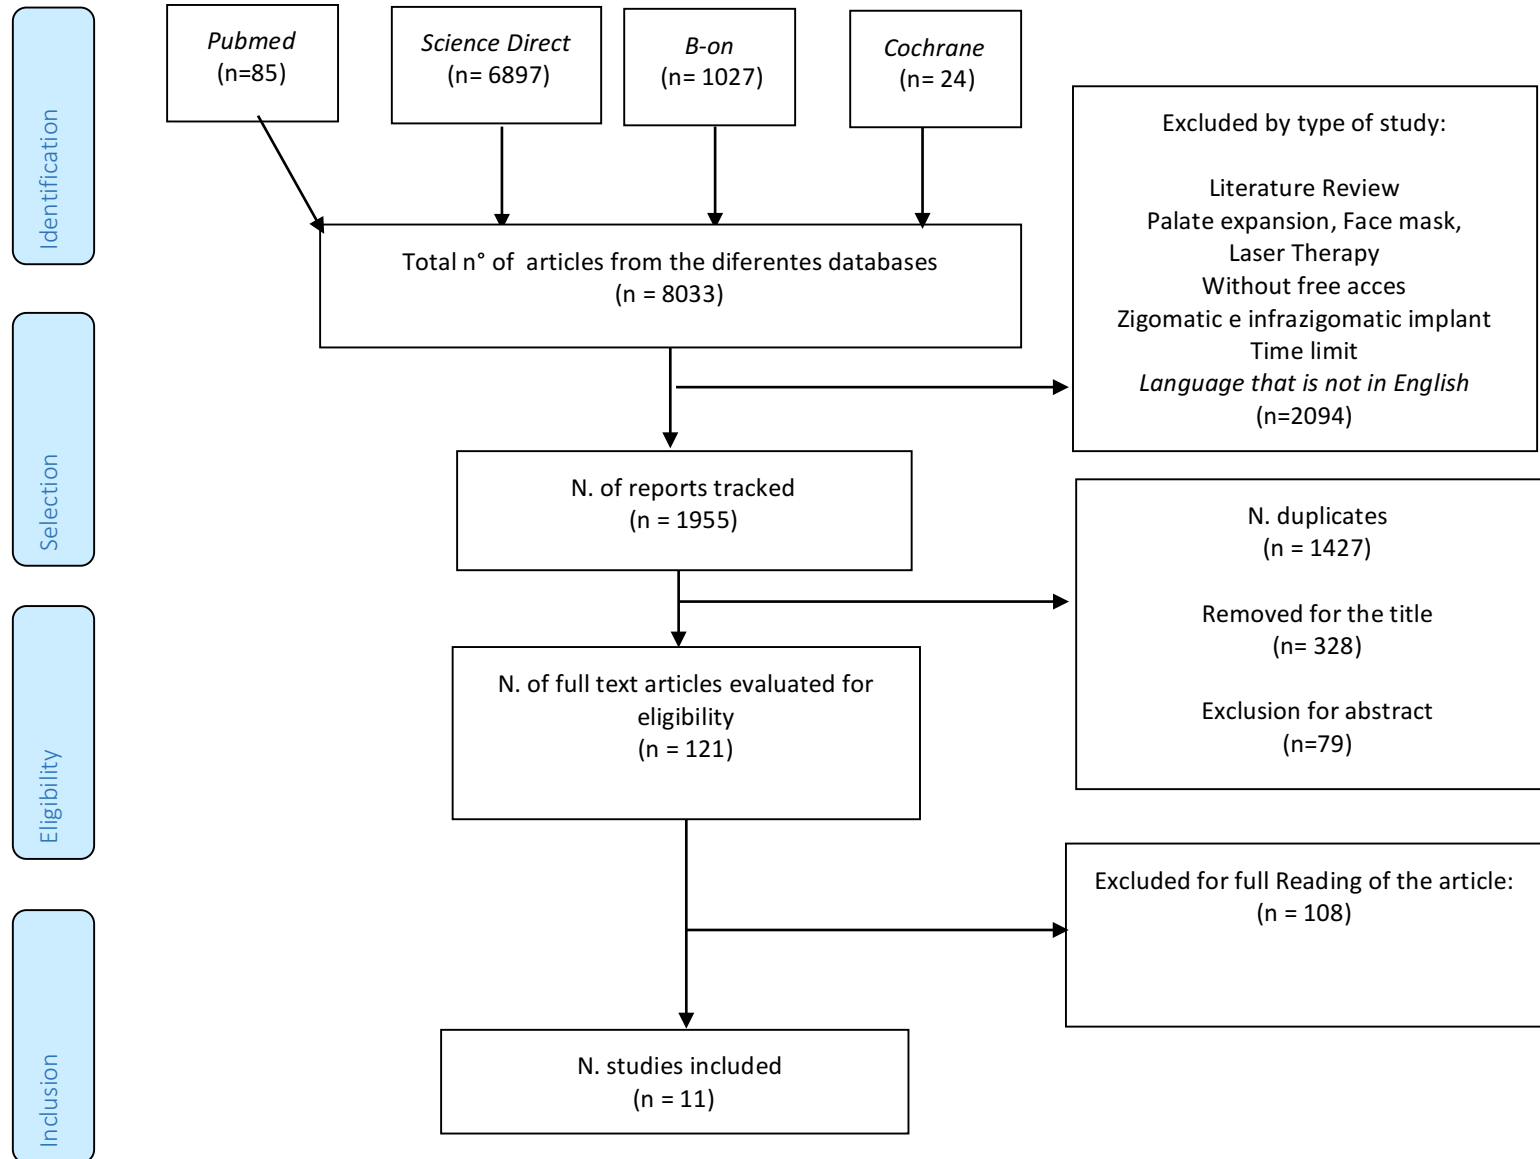 Identification
Pubmed
(n=85)
Science Direct
(n= 6897)
B-on
(n= 1027)
Cochrane
(n= 24)
Total n° of  articles from the diferentes databases
(n = 8033)
Excluded by type of study:
Literature Review
Palate expansion, Face mask,
Laser Therapy
Without free acces
Zigomatic e infrazigomatic implant
Time limit
Language that is not in English
(n=2094)
Selection
N. of reports tracked
(n = 1955)
N. duplicates
(n = 1427)
Removed for the title
(n= 328)
Exclusion for abstract
(n=79)
Eligibility
N. of full text articles evaluated for
eligibility
(n = 121)
Excluded for full Reading of the article:
(n = 108)
Inclusion
N. studies included
(n = 11)